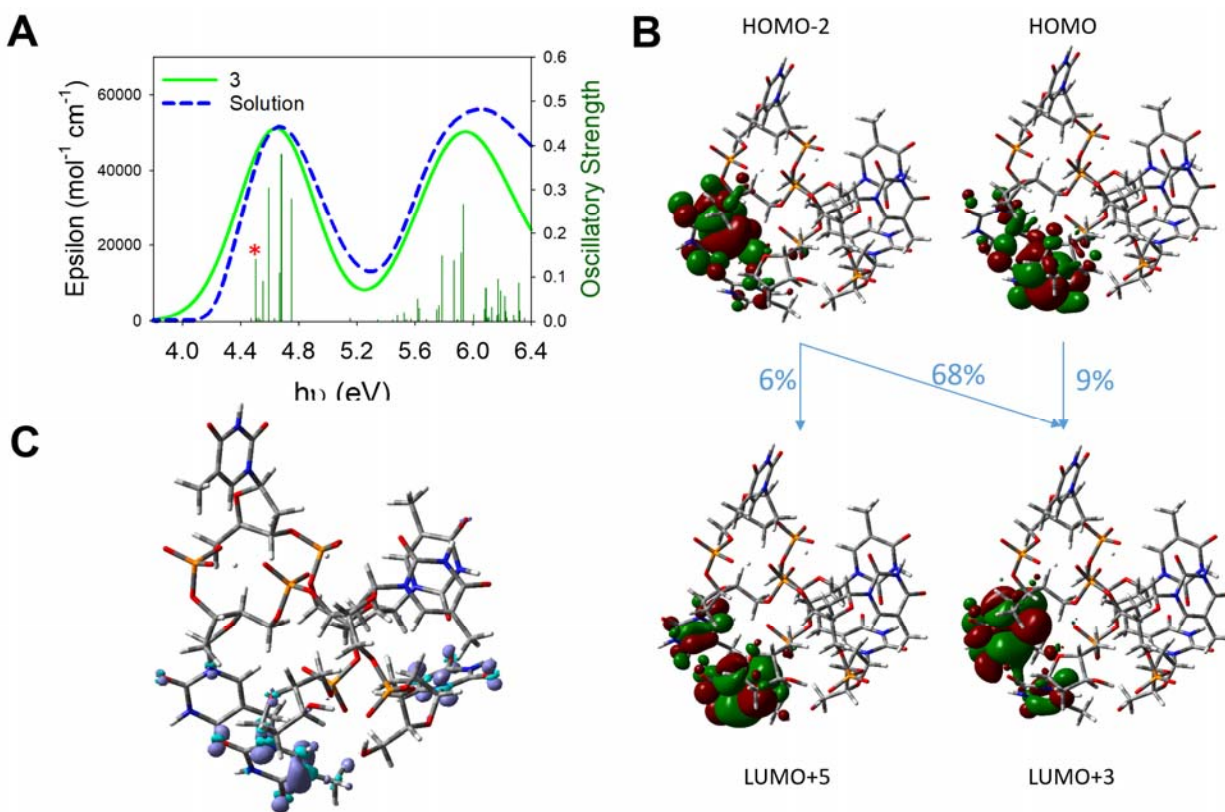 A
Epsilon (mol⁻¹ cm⁻¹)
60000
40000
20000
0
3
Solution
*
0.6
0.5
0.4
0.3
0.2
0.1
0.0
Oscillatory Strength
4.0 4.4 4.8 5.2 5.6 6.0 6.4
hυ (eV)
B
HOMO-2 HOMO
6% 68% 9%
LUMO+5 LUMO+3
C